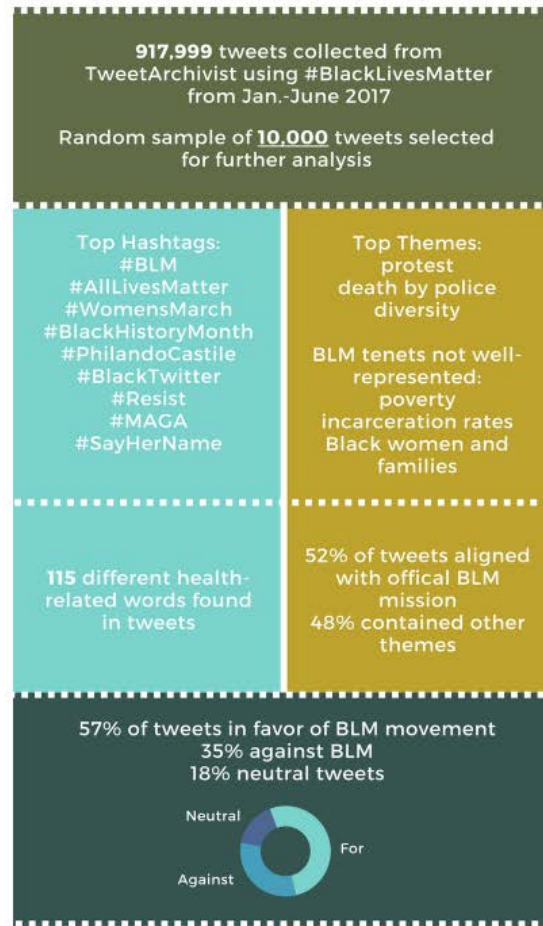 917,999 tweets collected from
TweetArchivist using #BlackLivesMatter
from Jan.-June 2017
Random sample of 10,000 tweets selected
for further analysis
Top Hashtags:
#BLM
#AllLivesMatter
#WomensMarch
#BlackHistoryMonth
#PhilandoCastile
#BlackTwitter
#Resist
#MAGA
#SayHerName
Top Themes:
protest
death by police
diversity
BLM tenets not well-
represented:
poverty
incarceration rates
Black women and
families
115 different health-
related words found
in tweets
52% of tweets aligned
with offical BLM
mission
48% contained other
themes
57% of tweets in favor of BLM movement
35% against BLM
18% neutral tweets
Neutral
For
Against